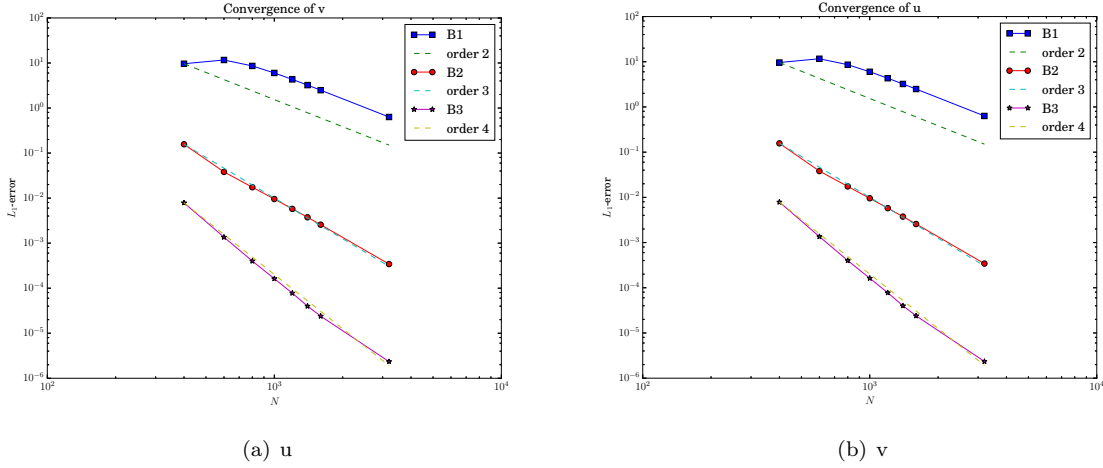 Convergence of v
10^2
10^1
10^0
10^-1
10^-2
10^-3
10^-4
10^-5
10^-6
L_1-error
10^2
10^3
10^4
N
B1
order 2
B2
order 3
B3
order 4
(a) u
Convergence of u
10^2
10^1
10^0
10^-1
10^-2
10^-3
10^-4
10^-5
10^-6
L_1-error
10^2
10^3
10^4
N
B1
order 2
B2
order 3
B3
order 4
(b) v